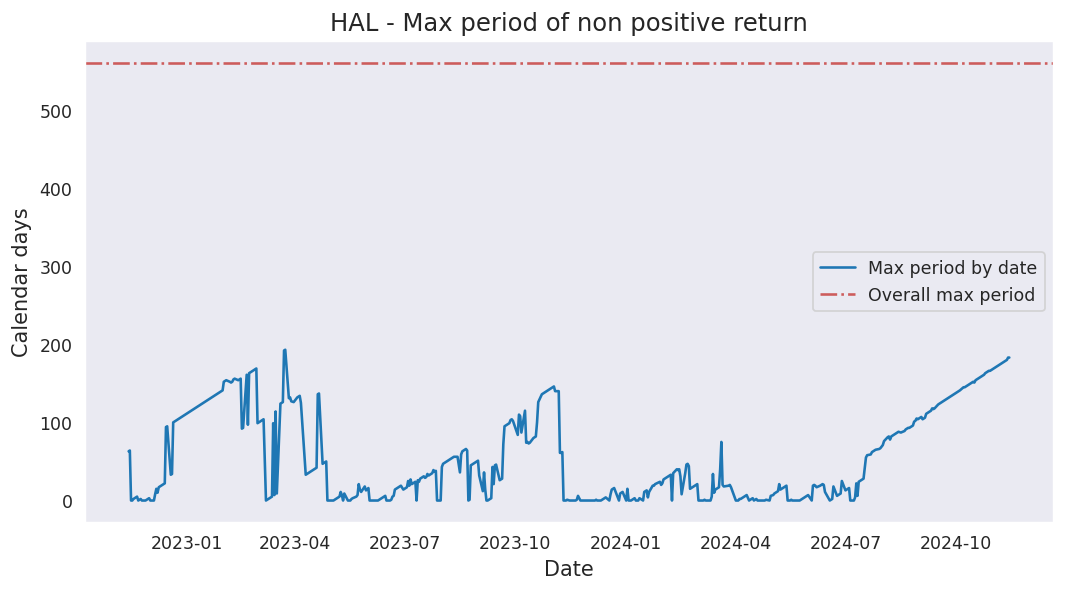 HAL - Max period of non positive return
Calendar days
500
400
300
200
100
0
Max period by date
Overall max period
2023-01 2023-04 2023-07 2023-10 2024-01 2024-04 2024-07 2024-10
Date